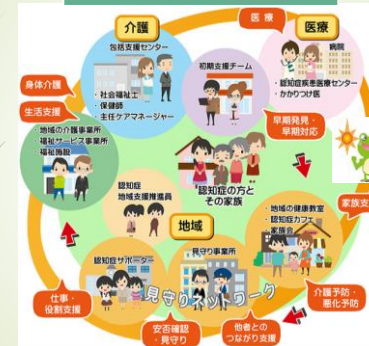 医 療
介護
医療
包括支援センター
病院
初期支援チーム
身体介護
・社会福祉士
・保健師
・主任ケアマネージャー
・認知症疾患医療センター
・かかりつけ医
生活支援
早期発見・
早期対応
地域の介護事業所
福祉サービス事業所
福祉施設
認知症の方と
その家族
認知症
地域支援推進員
家族支
・地域の健康教室
・認知症カフェ
・家族会
地域
見守り事業所
認知症サポーター
見守りネットワーク
介護予防・
悪化予防
仕事・
役割支援
安否確認
・見守り
他者との
つながり支援